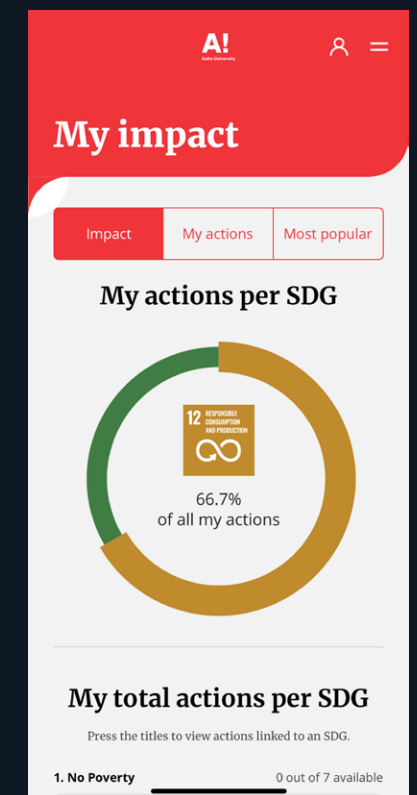 A!
Aalto University
My impact
Impact
My actions
Most popular
My actions per SDG
12 RESPONSIBLE
CONSUMPTION
AND PRODUCTION
66.7%
of all my actions
My total actions per SDG
Press the titles to view actions linked to an SDG.
1. No Poverty
0 out of 7 available